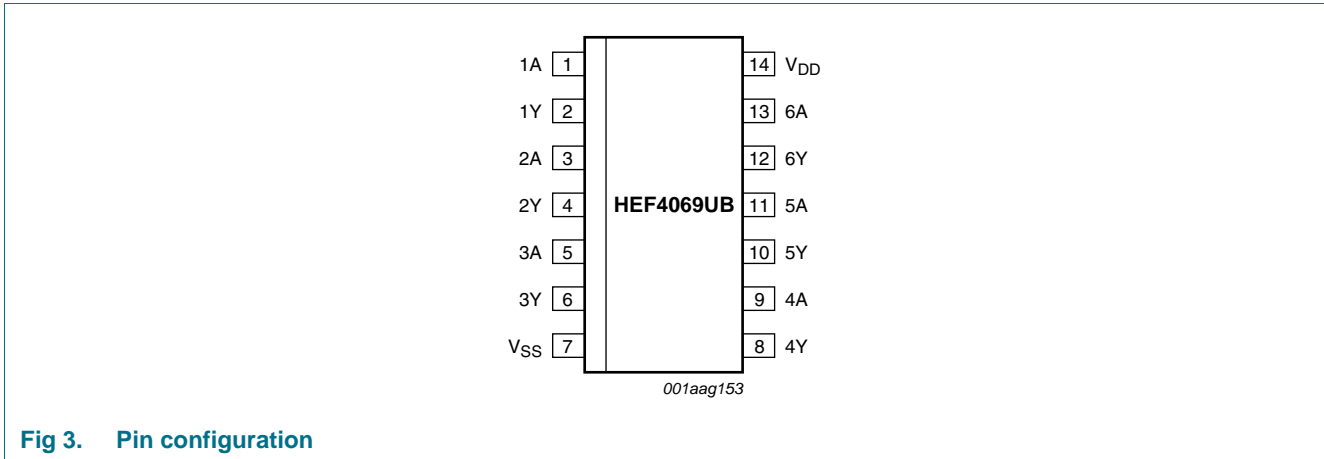 1A 1 14 VDD
1Y 2 13 6A
2A 3 12 6Y
2Y 4 HEF4069UB 11 5A
3A 5 10 5Y
3Y 6 9 4A
VSS 7 8 4Y
001aag153
Fig 3. Pin configuration